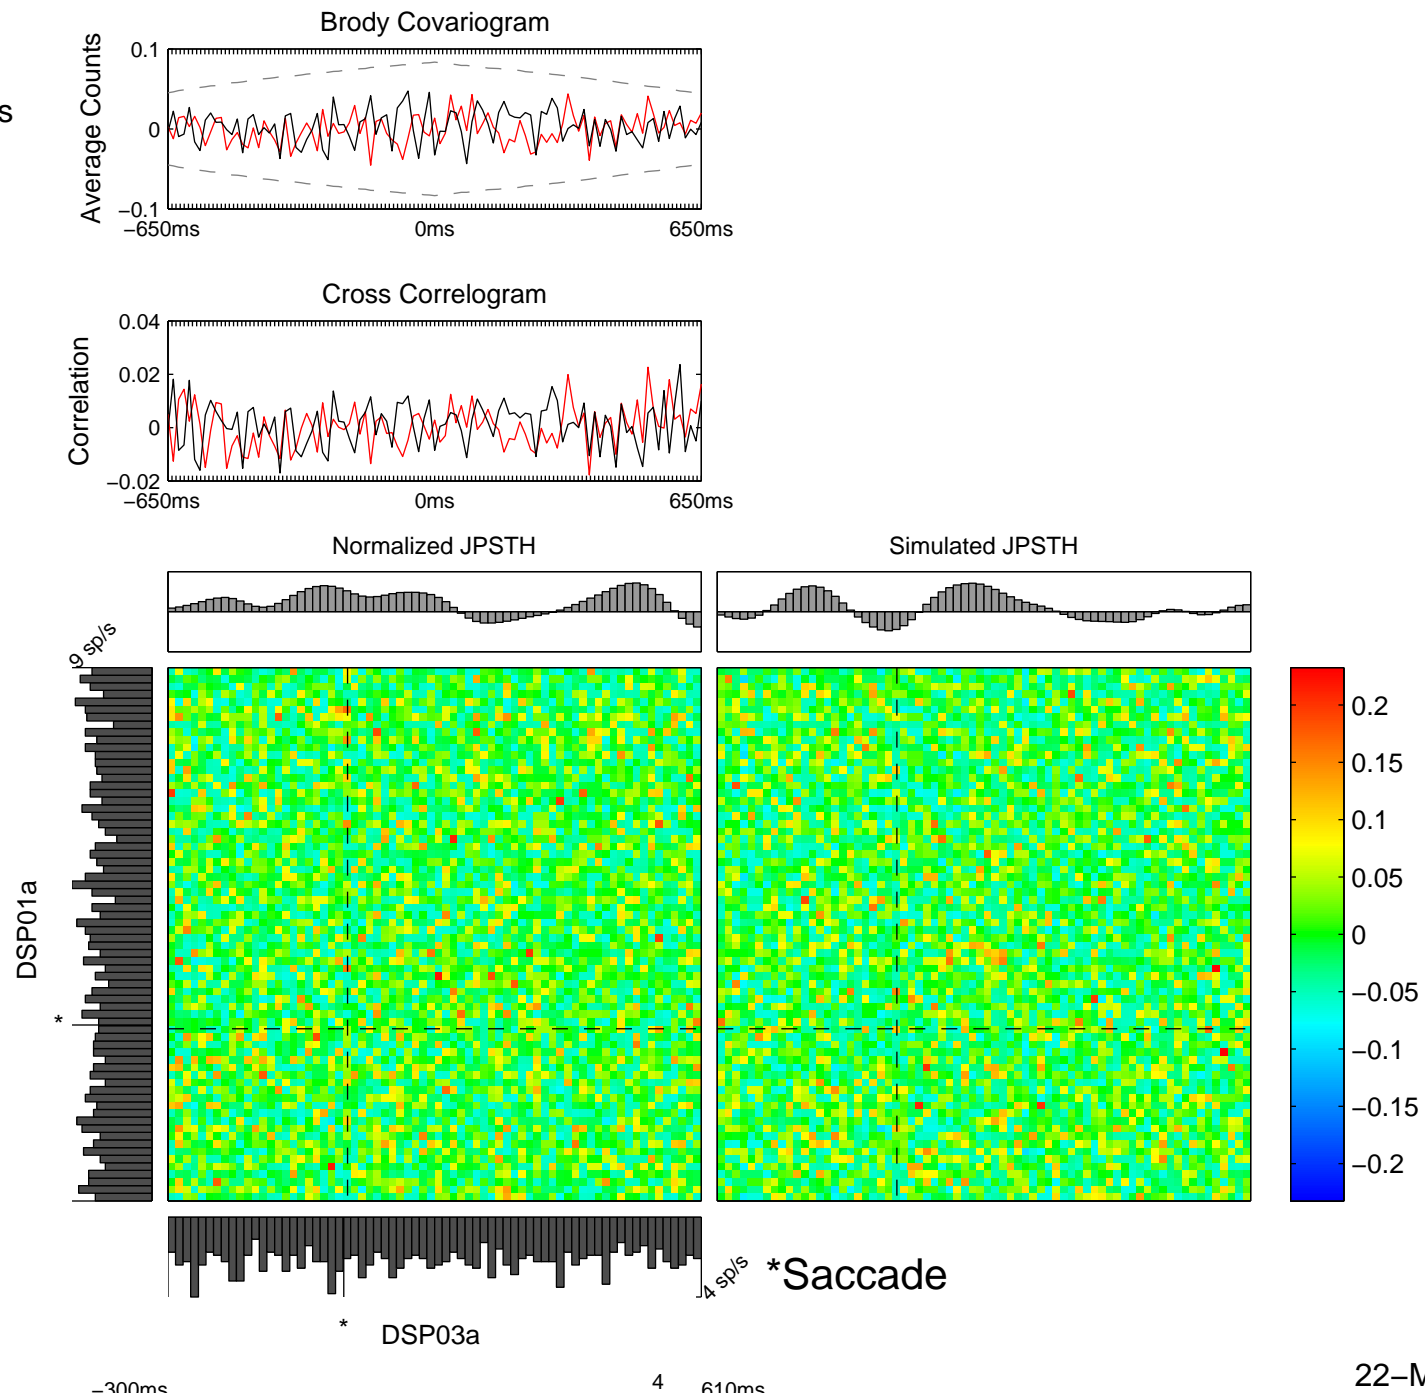 Brody Covariogram
s
Average Counts
0.1
0
−0.1
−650ms 0ms 650ms
Cross Correlogram
Correlation
0.04
0.02
0
−0.02
−650ms 0ms 650ms
Normalized JPSTH Simulated JPSTH
9 sp/s
DSP01a
*
0.2
0.15
0.1
0.05
0
−0.05
−0.1
−0.15
−0.2
4 sp/s
*Saccade
*
DSP03a
−300ms 4 610ms
22−M